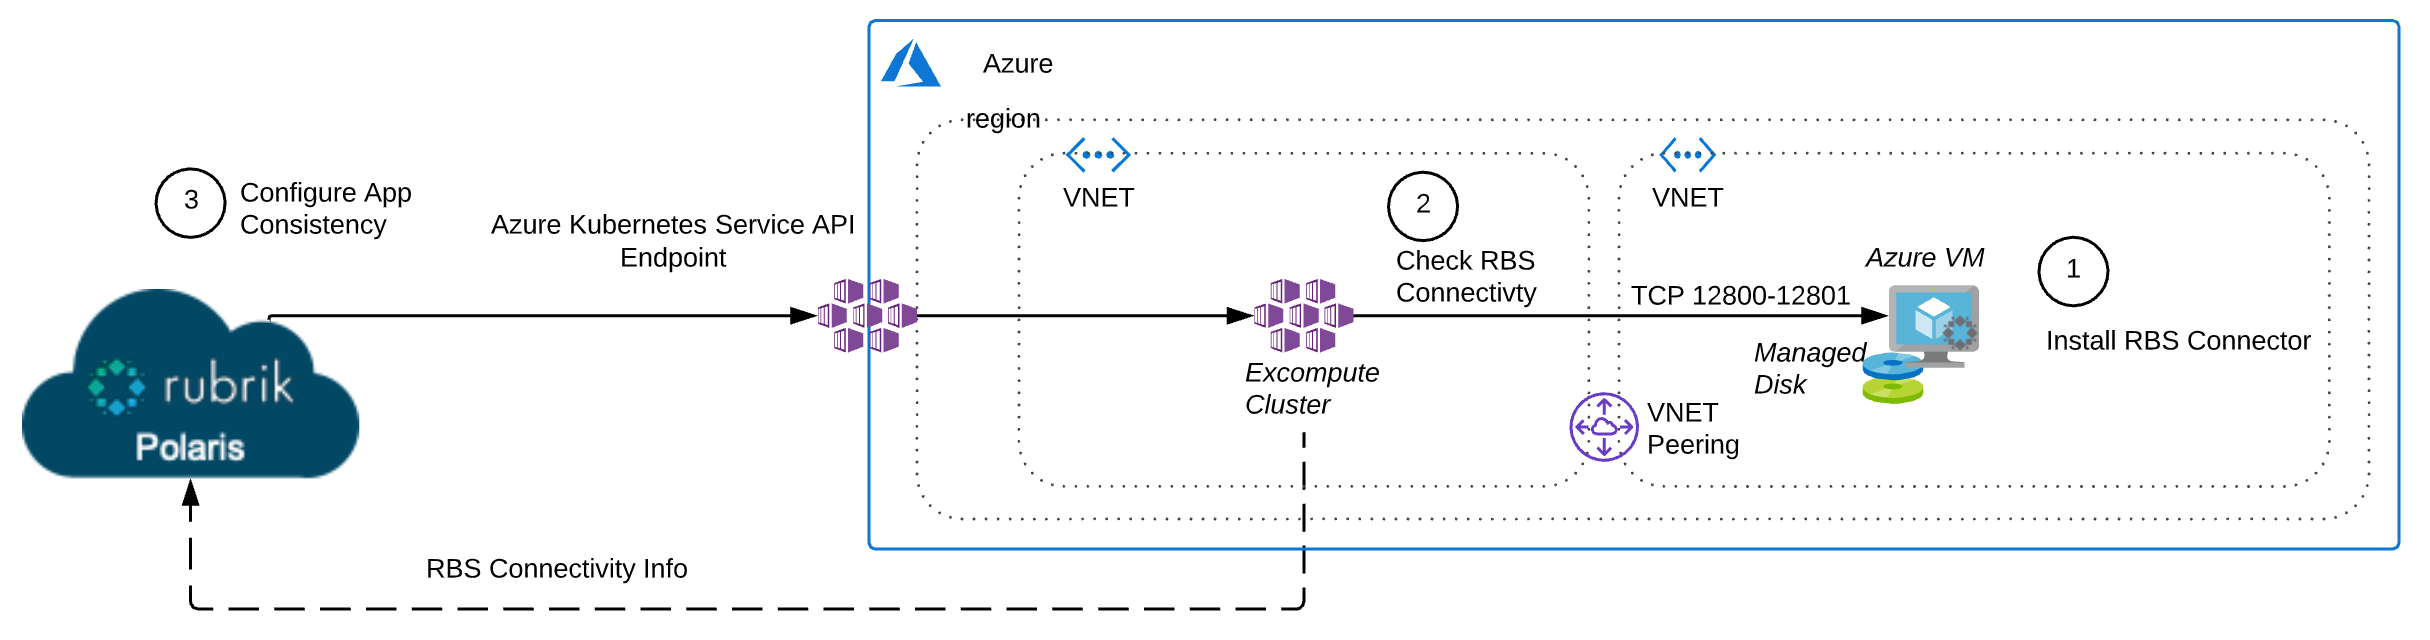 Azure
region
VNET
VNET
3
Configure App
Consistency
Azure Kubernetes Service API
Endpoint
2
Check RBS
Connectivty
TCP 12800-12801
Azure VM
1
Install RBS Connector
Managed
Disk
Excompute
Cluster
VNET
Peering
rubrik
Polaris
RBS Connectivity Info